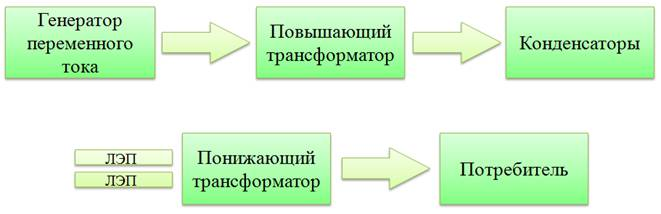 Генератор
переменного
тока
Повышающий
трансформатор
Конденсаторы
ЛЭП
ЛЭП
Понижающий
трансформатор
Потребитель